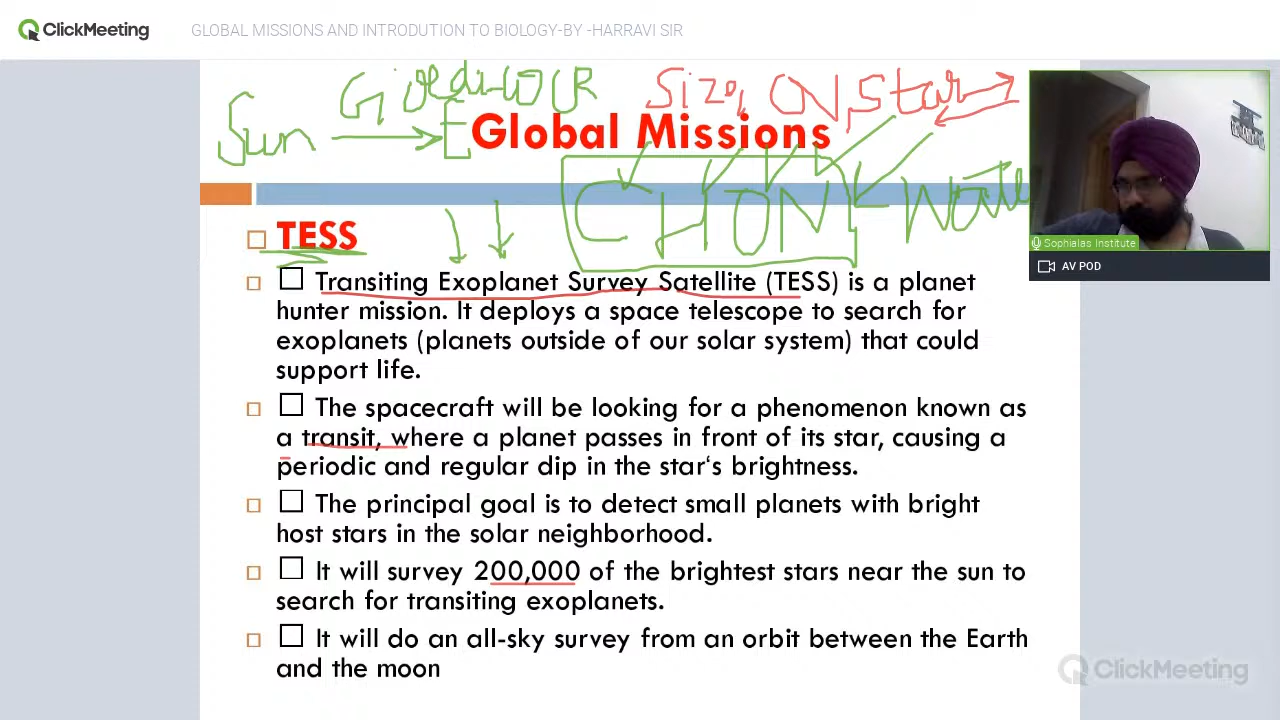 ClickMeeting GLOBAL MISSIONS AND INTRODUTION TO BIOLOGY-BY -HARRAVI SIR
Size, ON, Star
Sun → E
Global Missions
CHON - Wate
Sophialas Institute
AV POD
TESS
Transiting Exoplanet Survey Satellite (TESS) is a planet
hunter mission. It deploys a space telescope to search for
exoplanets (planets outside of our solar system) that could
support life.
The spacecraft will be looking for a phenomenon known as
a transit, where a planet passes in front of its star, causing a
periodic and regular dip in the star‘s brightness.
The principal goal is to detect small planets with bright
host stars in the solar neighborhood.
It will survey 200,000 of the brightest stars near the sun to
search for transiting exoplanets.
It will do an all-sky survey from an orbit between the Earth
and the moon
ClickMeeting